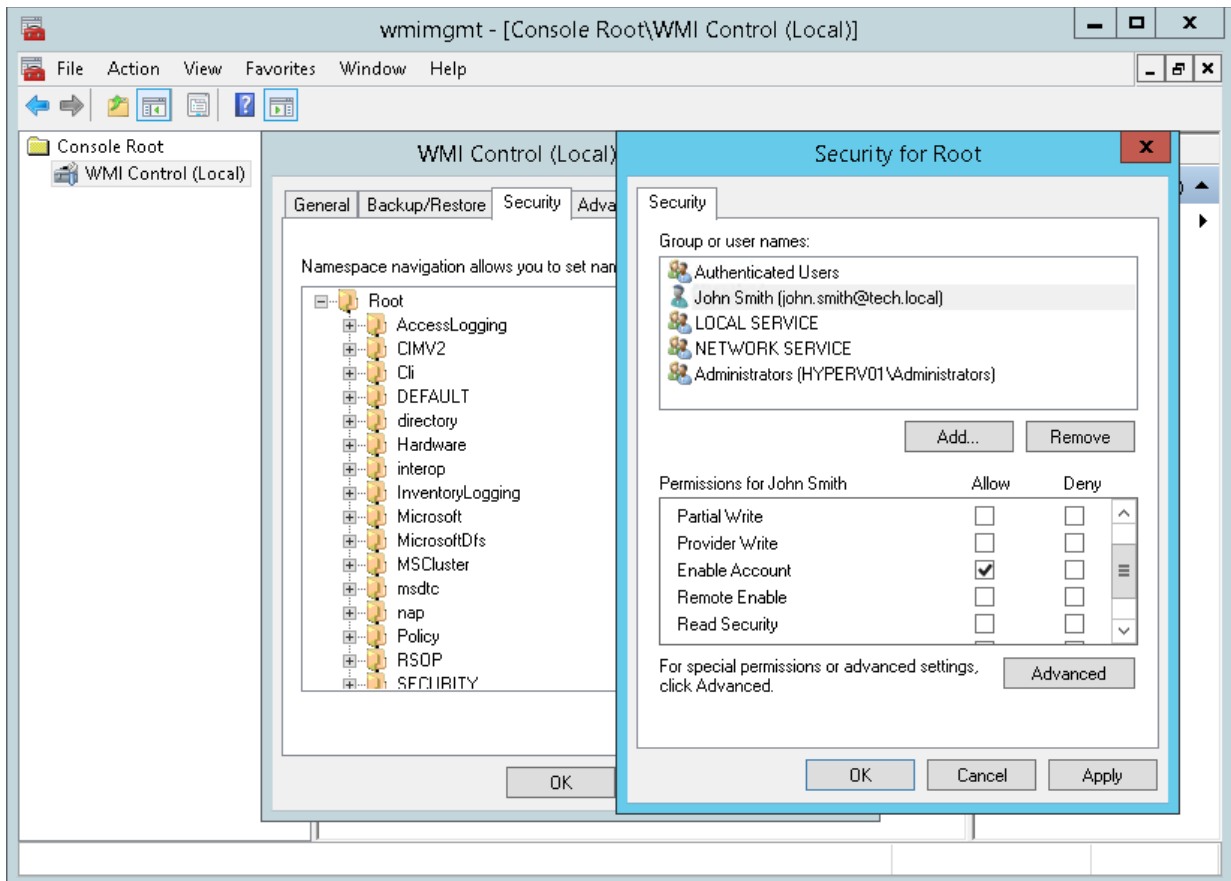 wmimgmt - [Console Root\WMI Control (Local)]
File Action View Favorites Window Help
Console Root
WMI Control (Local)
WMI Control (Local)
General Backup/Restore Security Adva
Namespace navigation allows you to set nam
Root
AccessLogging
CIMV2
Cli
DEFAULT
directory
Hardware
interop
InventoryLogging
Microsoft
MicrosoftDfs
MSCluster
msdtc
nap
Policy
RSOP
SECURITY
OK
Security for Root
Security
Group or user names:
Authenticated Users
John Smith (john.smith@tech.local)
LOCAL SERVICE
NETWORK SERVICE
Administrators (HYPERV01\Administrators)
Add... Remove
Permissions for John Smith Allow Deny
Partial Write
Provider Write
Enable Account
Remote Enable
Read Security
For special permissions or advanced settings,
click Advanced.
Advanced
OK Cancel Apply